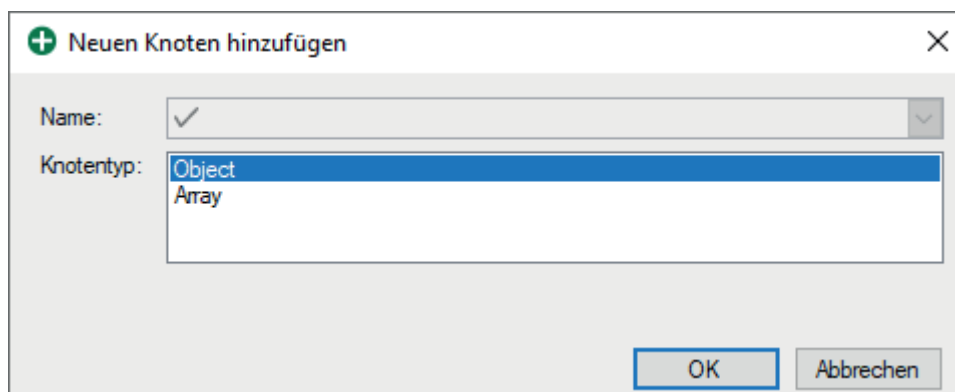 Neuen Knoten hinzufügen
Name:
Knotentyp:
Object
Array
OK
Abbrechen